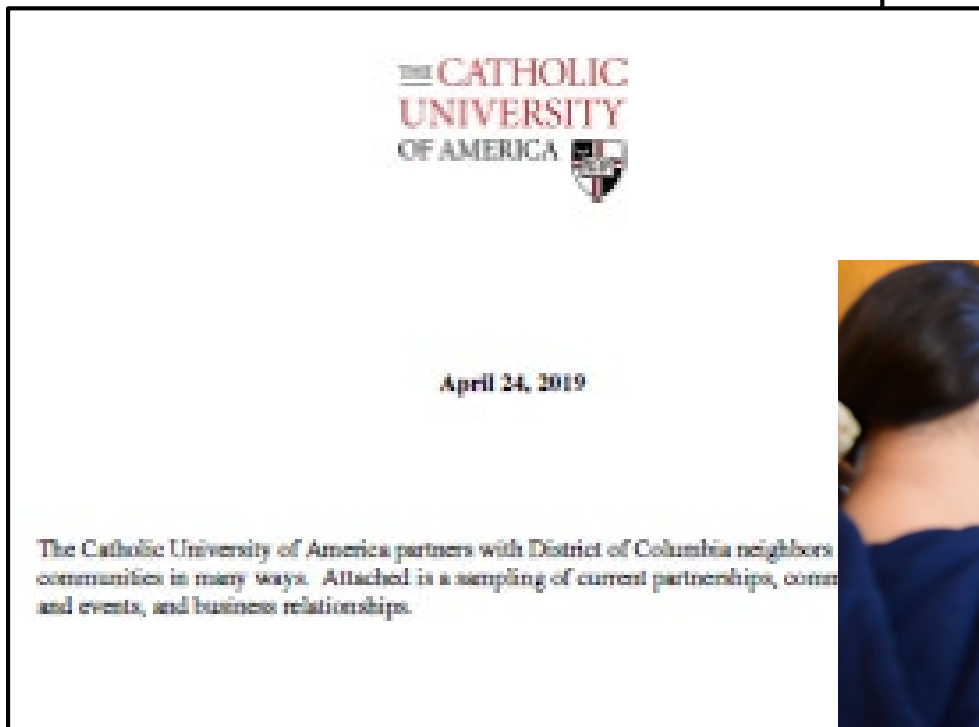 THE CATHOLIC
UNIVERSITY
OF AMERICA
April 24, 2019
The Catholic University of America partners with District of Columbia neighbors
communities in many ways. Attached is a sampling of current partnerships,
and events, and business relationships.